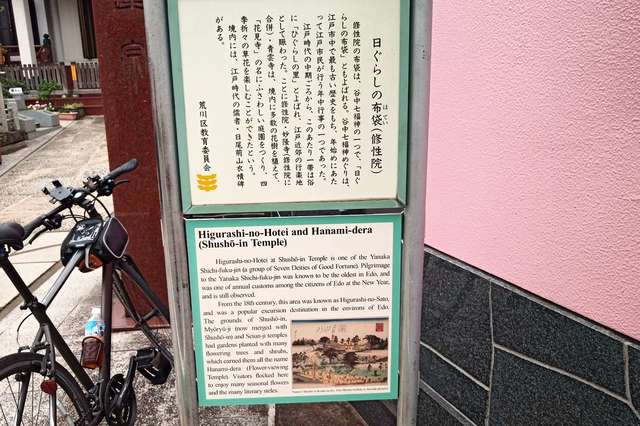 日ぐらしの布袋（修性院）
ほてい
修性院の布袋は、谷中七福神の一つで、「日ぐ
らしの布袋」ともよばれる。谷中七福神めぐりは、
江戸市中で最も古い歴史をもち、年始めにあた
って江戸市民が行う年中行事の一つであった。
江戸時代の中期ごろから、このあたり一帯は俗
に「ひぐらしの里」とよばれ、江戸近郊の行楽地
として賑わった。ことに修性院・妙隆寺（修性院に
合併）・青雲寺は、境内に多数の花樹を植えて、
「花見寺」の名にふさわしい庭園をつくり、四
季折々の草花を楽しむことができたという。
境内には、江戸時代の儒者・日尾荊山衣幘碑
がある。
荒川区教育委員会
Higurashi-no-Hotei and Hanami-dera
(Shushō-in Temple)
Higurashi-no-Hotei at Shushō-in Temple is one of the Yanaka
Shichi-fuku-jin (a group of Seven Deities of Good Fortune). Pilgrimage
to the Yanaka Shichi-fuku-jin was known to be the oldest in Edo, and
was one of annual customs among the citizens of Edo at the New Year,
and is still observed.
From the 18th century, this area was known as Higurashi-no-Sato,
and was a popular excursion destination in the environs of Edo.
The grounds of Shushō-in,
Myōryū-ji (now merged with
Shushō-in) and Seiun-ji temples
had gardens planted with many
flowering trees and shrubs,
which earned them all the name
Hanami-dera (Flower-viewing
Temple). Visitors flocked here
to enjoy many seasonal flowers
and the many literary steles.